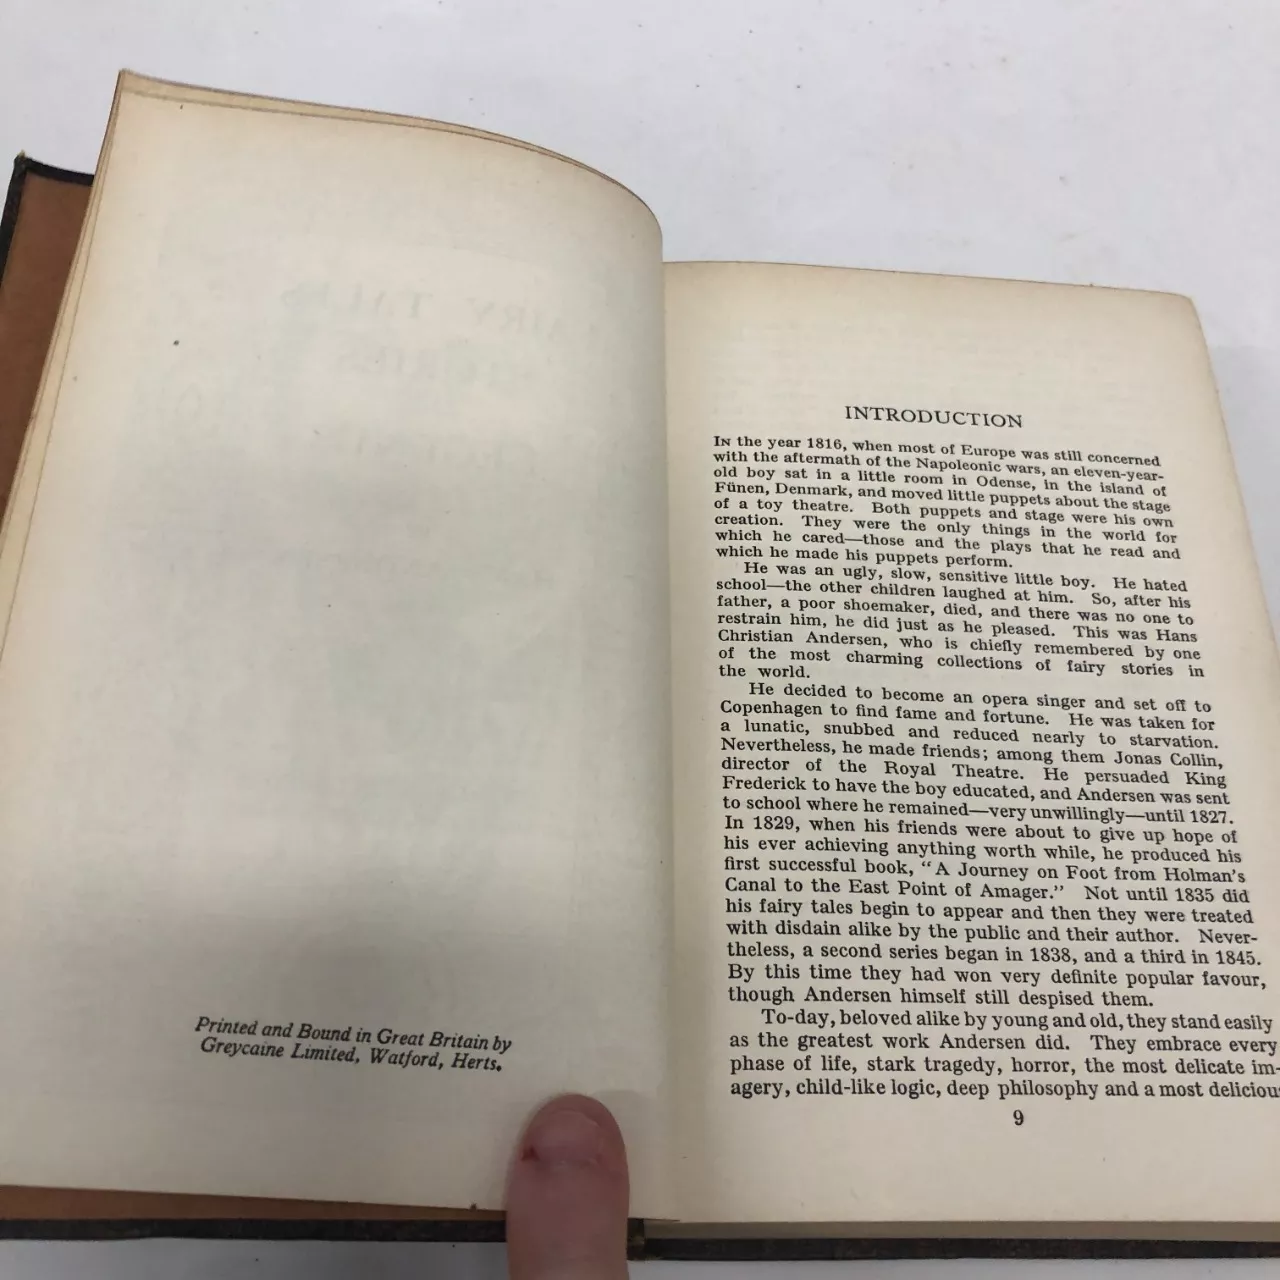 Printed and Bound in Great Britain by
Greycaine Limited, Watford, Herts.
INTRODUCTION
IN the year 1816, when most of Europe was still concerned
with the aftermath of the Napoleonic wars, an eleven-year-
old boy sat in a little room in Odense, in the island of
Fünen, Denmark, and moved little puppets about the stage
of a toy theatre. Both puppets and stage were his own
creation. They were the only things in the world for
which he cared—those and the plays that he read and
which he made his puppets perform.
He was an ugly, slow, sensitive little boy. He hated
school—the other children laughed at him. So, after his
father, a poor shoemaker, died, and there was no one to
restrain him, he did just as he pleased. This was Hans
Christian Andersen, who is chiefly remembered by one
of the most charming collections of fairy stories in
the world.
He decided to become an opera singer and set off to
Copenhagen to find fame and fortune. He was taken for
a lunatic, snubbed and reduced nearly to starvation.
Nevertheless, he made friends; among them Jonas Collin,
director of the Royal Theatre. He persuaded King
Frederick to have the boy educated, and Andersen was sent
to school where he remained—very unwillingly—until 1827.
In 1829, when his friends were about to give up hope of
his ever achieving anything worth while, he produced his
first successful book, "A Journey on Foot from Holman's
Canal to the East Point of Amager." Not until 1835 did
his fairy tales begin to appear and then they were treated
with disdain alike by the public and their author. Never-
theless, a second series began in 1838, and a third in 1845.
By this time they had won very definite popular favour,
though Andersen himself still despised them.
To-day, beloved alike by young and old, they stand easily
as the greatest work Andersen did. They embrace every
phase of life, stark tragedy, horror, the most delicate im-
agery, child-like logic, deep philosophy and a most delicious
9